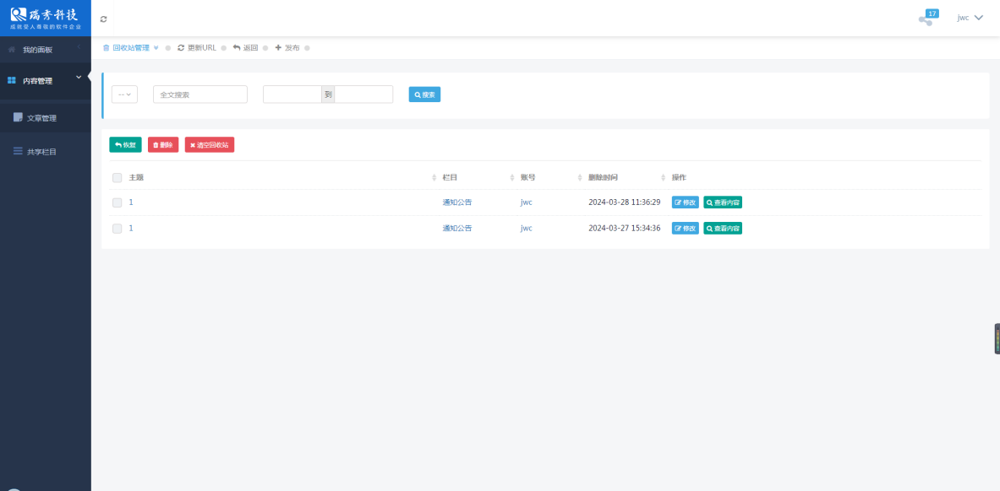 瑞秀科技
成就受人尊敬的软件企业
17
jwc
我的面板
内容管理
文章管理
共享栏目
回收站管理 更新URL 返回 发布
-- 全文搜索 到 搜索
恢复 删除 清空回收站
主题 栏目 账号 删除时间 操作
1 通知公告 jwc 2024-03-28 11:36:29 修改 查看内容
1 通知公告 jwc 2024-03-27 15:34:36 修改 查看内容